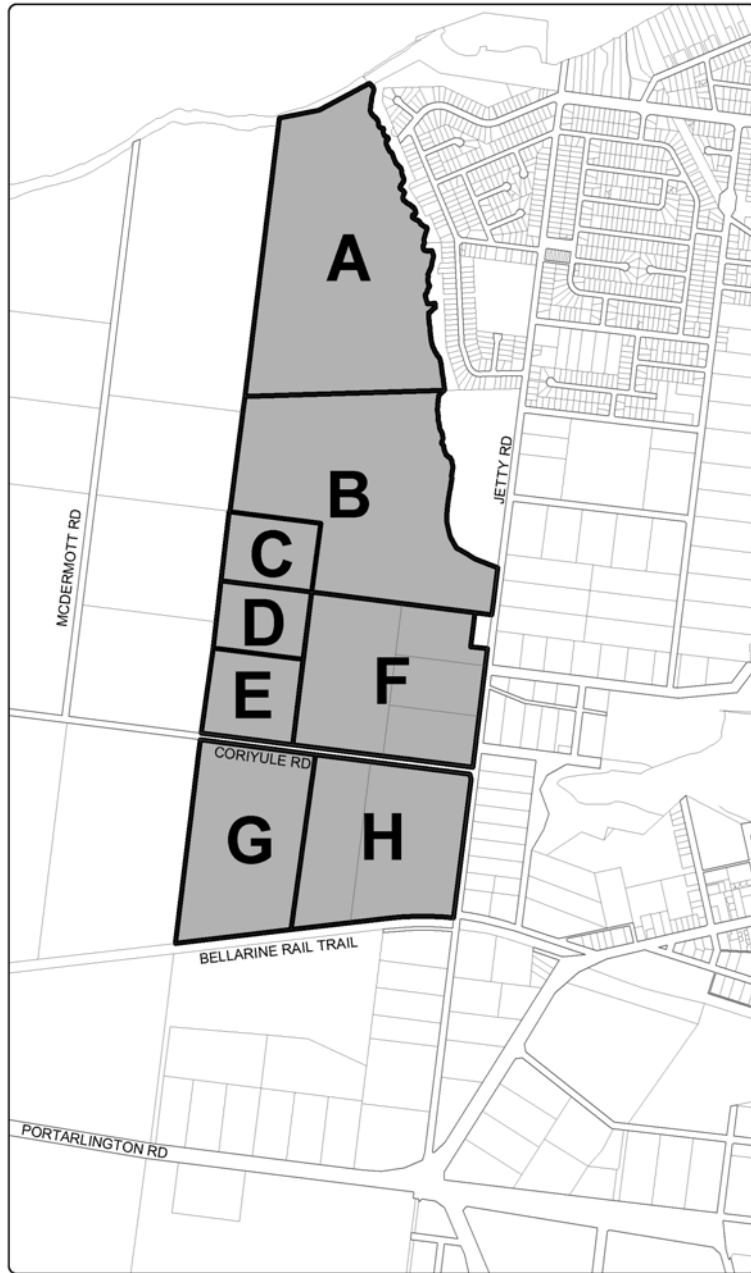 A
B
JETTY RD
C
MCDERMOTT RD
D
E
F
CORIYULE RD
G
H
BELLARINE RAIL TRAIL
PORTARLINGTON RD